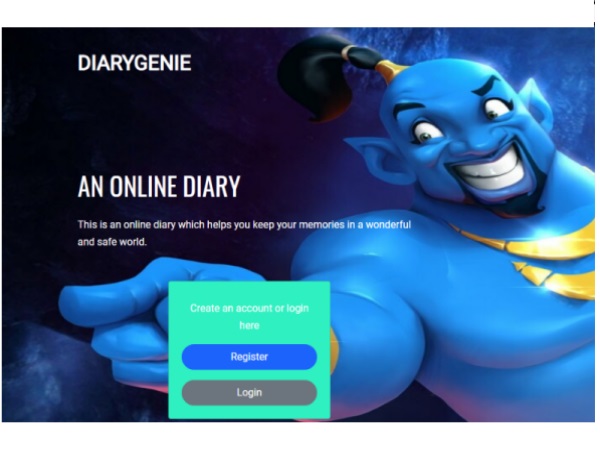 DIARYGENIE
AN ONLINE DIARY
This is an online diary which helps you keep your memories in a wonderful
and safe world.
Create an account or login
here
Register
Login